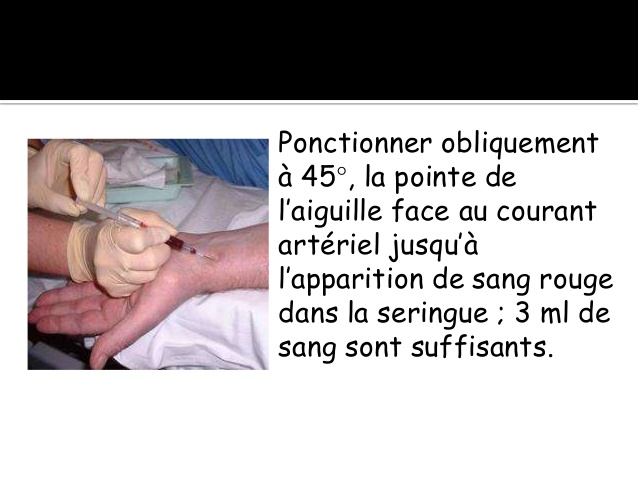 Ponctionner obliquement
à 45°, la pointe de
l’aiguille face au courant
artériel jusqu’à
l’apparition de sang rouge
dans la seringue ; 3 ml de
sang sont suffisants.